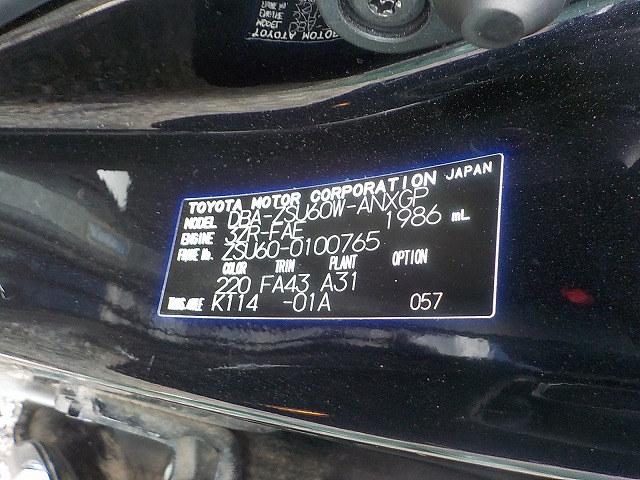 TOYOTA MOTOR CORPORATION JAPAN
MODEL DBA-ZSU60W-ANXGP
ENGINE 3ZR-FAE 1986 mL
FRAME No. ZSU60-0100765
COLOR TRIM PLANT OPTION
220 FA43 A31
TRANS/AXLE K114 -01A 057